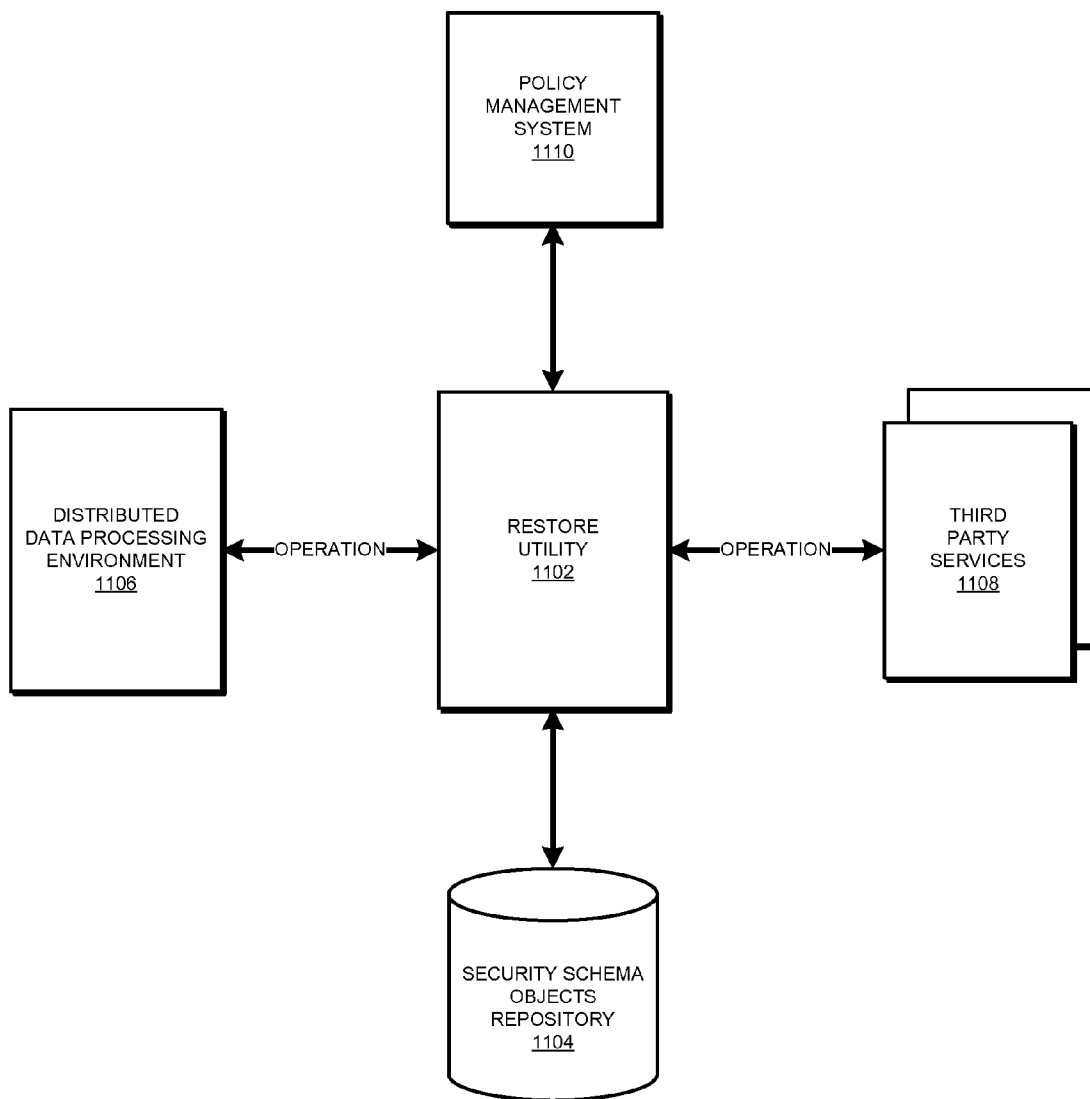 POLICY
MANAGEMENT
SYSTEM
1110
DISTRIBUTED
DATA PROCESSING
ENVIRONMENT
1106
OPERATION
RESTORE
UTILITY
1102
OPERATION
THIRD
PARTY
SERVICES
1108
SECURITY SCHEMA
OBJECTS
REPOSITORY
1104